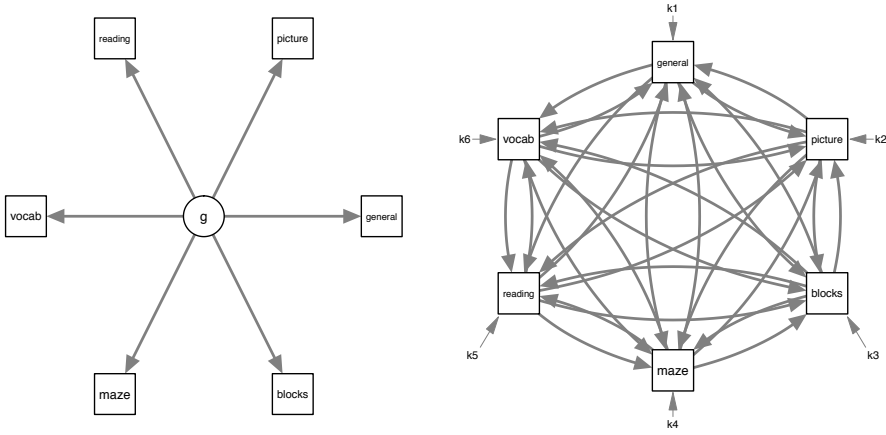 reading
picture
vocab
g
general
maze
blocks
k1
general
k6
vocab
picture
k2
reading
blocks
k5
maze
k3
k4